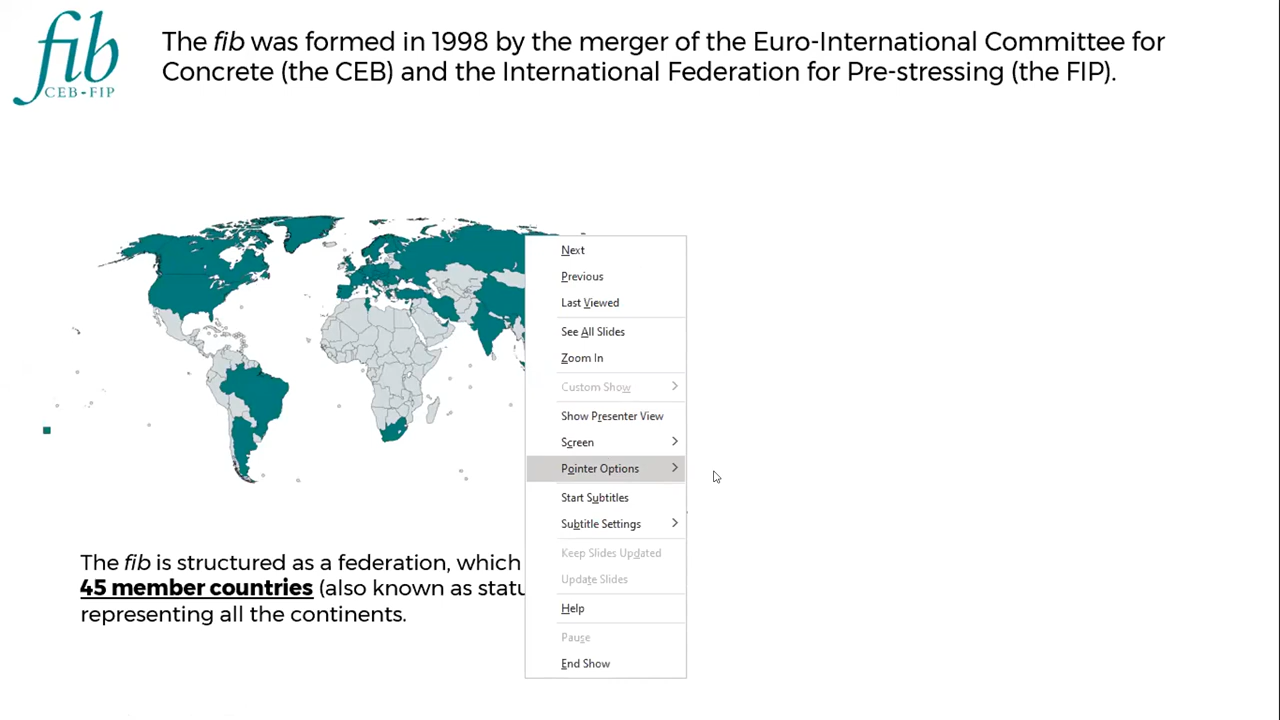 fib
CEB-FIP
The fib was formed in 1998 by the merger of the Euro-International Committee for
Concrete (the CEB) and the International Federation for Pre-stressing (the FIP).
Next
Previous
Last Viewed
See All Slides
Zoom In
Custom Show
Show Presenter View
Screen
Pointer Options
Start Subtitles
Subtitle Settings
Keep Slides Updated
Update Slides
Help
Pause
End Show
The fib is structured as a federation, which
45 member countries (also known as statu
representing all the continents.